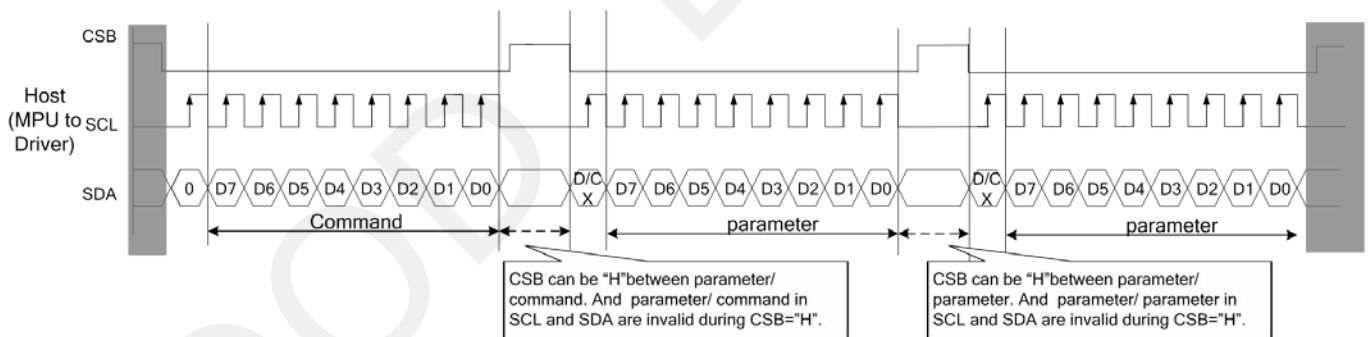 CSB
Host
(MPU to
Driver)
SCL
SDA
0 D7 D6 D5 D4 D3 D2 D1 D0
D/C
X
D7 D6 D5 D4 D3 D2 D1 D0
D/C
X
D7 D6 D5 D4 D3 D2 D1 D0
Command
parameter
parameter
CSB can be “H”between parameter/
command. And parameter/ command in
SCL and SDA are invalid during CSB="H".
CSB can be “H”between parameter/
parameter. And parameter/ parameter in
SCL and SDA are invalid during CSB="H".